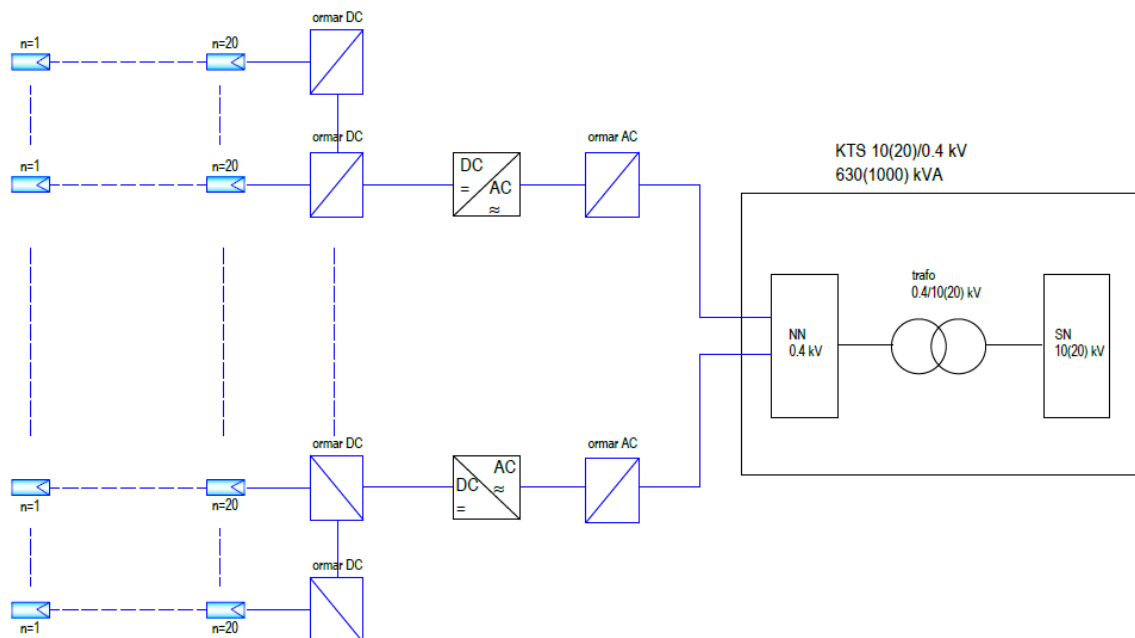 ormar DC
n=1
n=20
ormar DC
ormar AC
n=1
n=20
DC
=
AC
≈
KTS 10(20)/0.4 kV
630(1000) kVA
trafo
0.4/10(20) kV
NN
0.4 kV
SN
10(20) kV
ormar DC
ormar AC
AC
≈
DC
=
n=1
n=20
ormar DC
n=1
n=20